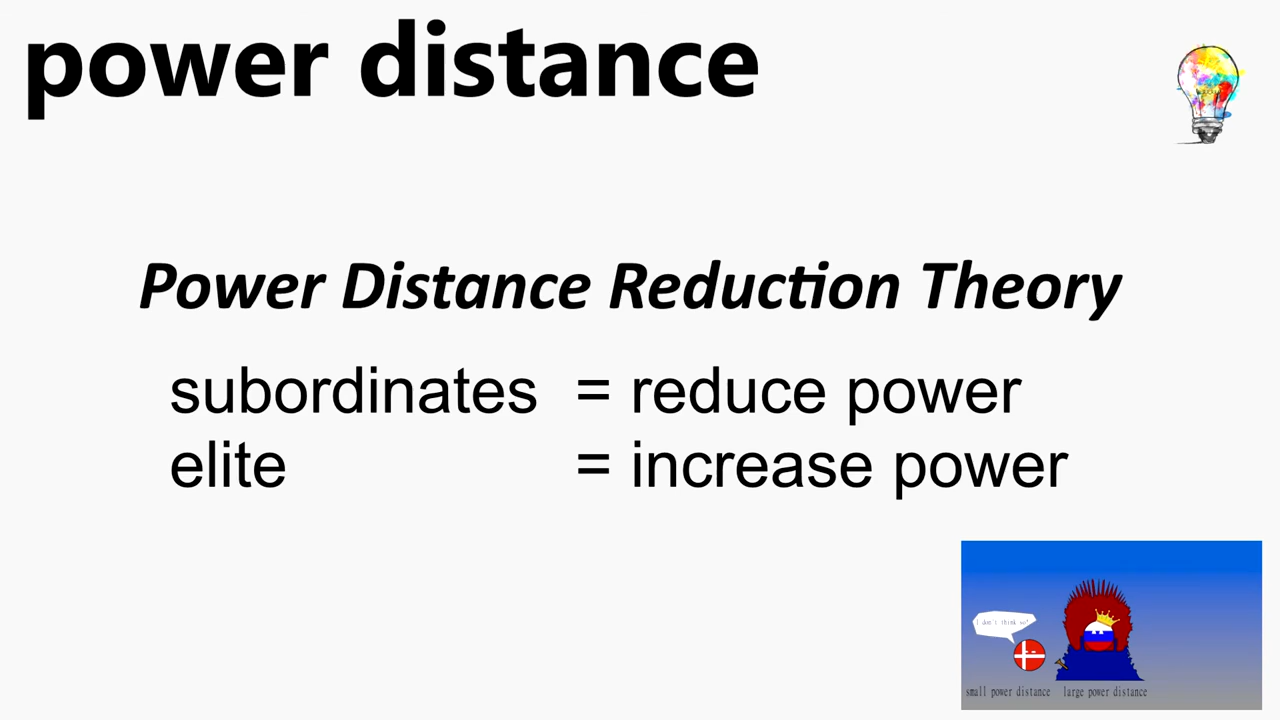 power distance
Power Distance Reduction Theory
subordinates = reduce power
elite = increase power
I don't think so!
small power distance large power distance